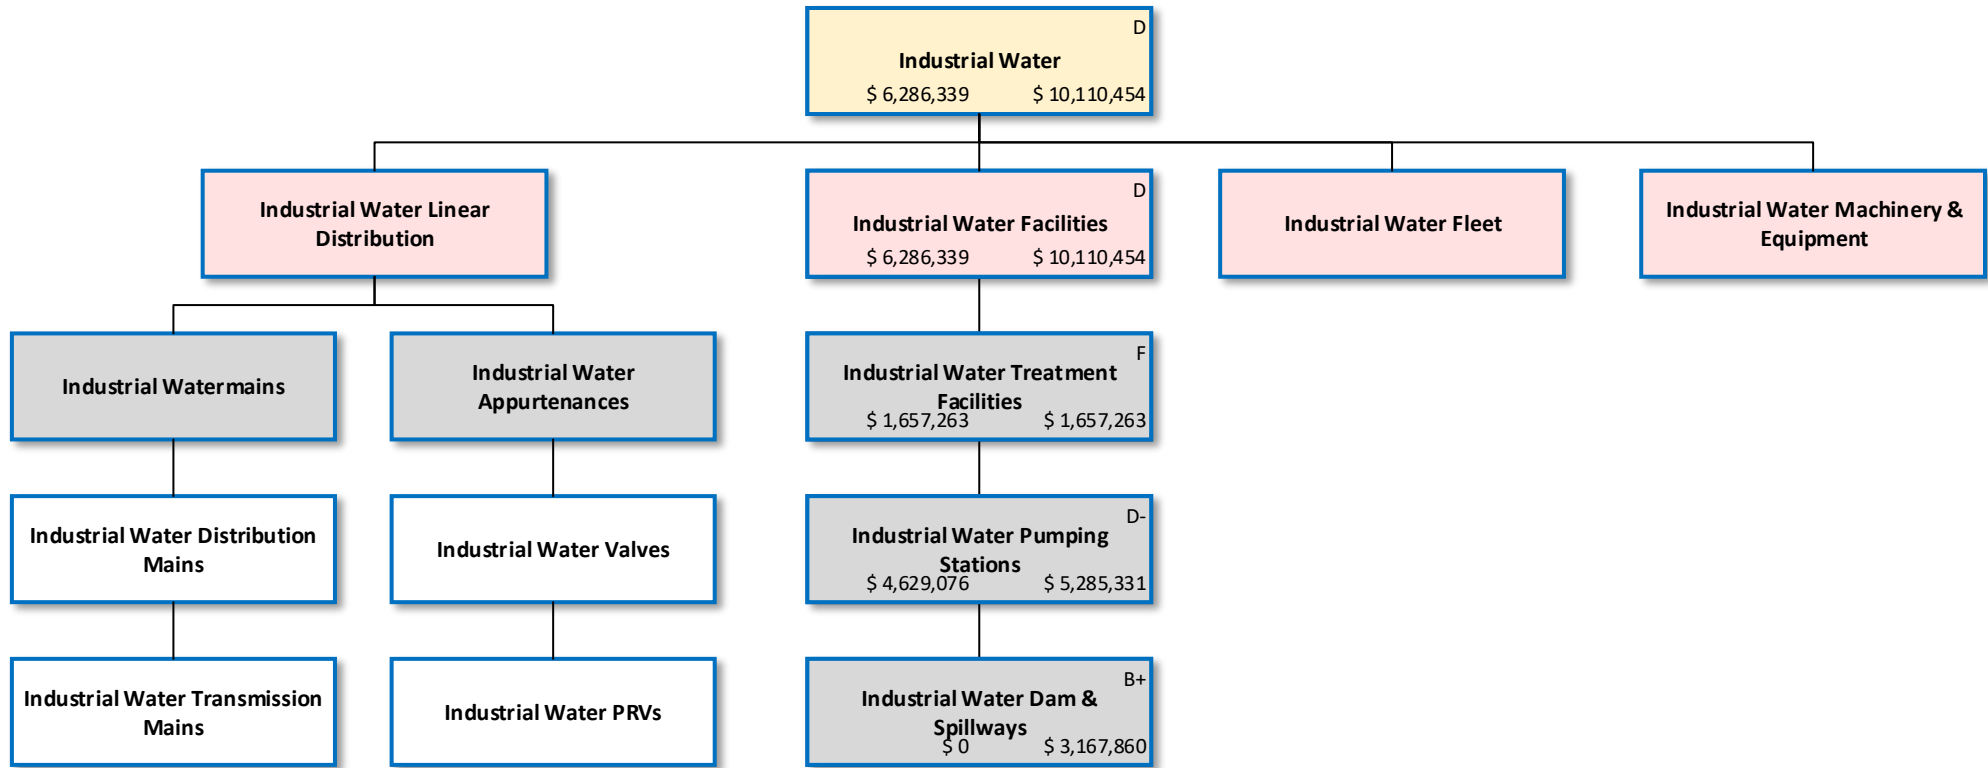 D
Industrial Water
$ 6,286,339 $ 10,110,454
Industrial Water Linear
Distribution
D
Industrial Water Facilities
$ 6,286,339 $ 10,110,454
Industrial Water Fleet
Industrial Water Machinery &
Equipment
Industrial Watermains
Industrial Water
Appurtenances
F
Industrial Water Treatment
Facilities
$ 1,657,263 $ 1,657,263
Industrial Water Distribution
Mains
Industrial Water Valves
D-
Industrial Water Pumping
Stations
$ 4,629,076 $ 5,285,331
Industrial Water Transmission
Mains
Industrial Water PRVs
B+
Industrial Water Dam &
Spillways
$ 0 $ 3,167,860